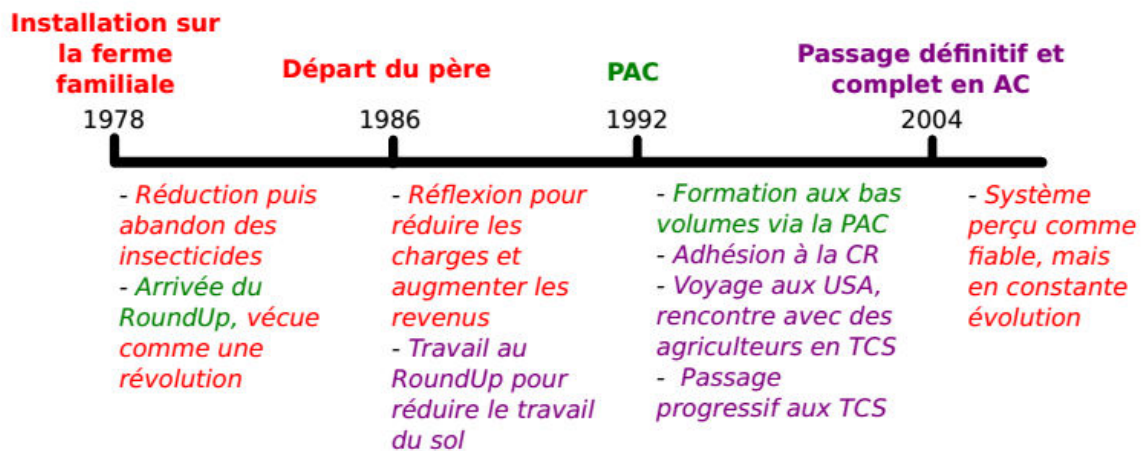 Installation sur
la ferme
familiale
Départ du père
PAC
Passage définitif et
complet en AC
1978
1986
1992
2004
- Réduction puis
abandon des
insecticides
- Arrivée du
RoundUp, vécue
comme une
révolution
- Réflexion pour
réduire les
charges et
augmenter les
revenus
- Travail au
RoundUp pour
réduire le travail
du sol
- Formation aux bas
volumes via la PAC
- Adhésion à la CR
- Voyage aux USA,
rencontre avec des
agriculteurs en TCS
- Passage
progressif aux TCS
- Système
perçu comme
fiable, mais
en constante
évolution